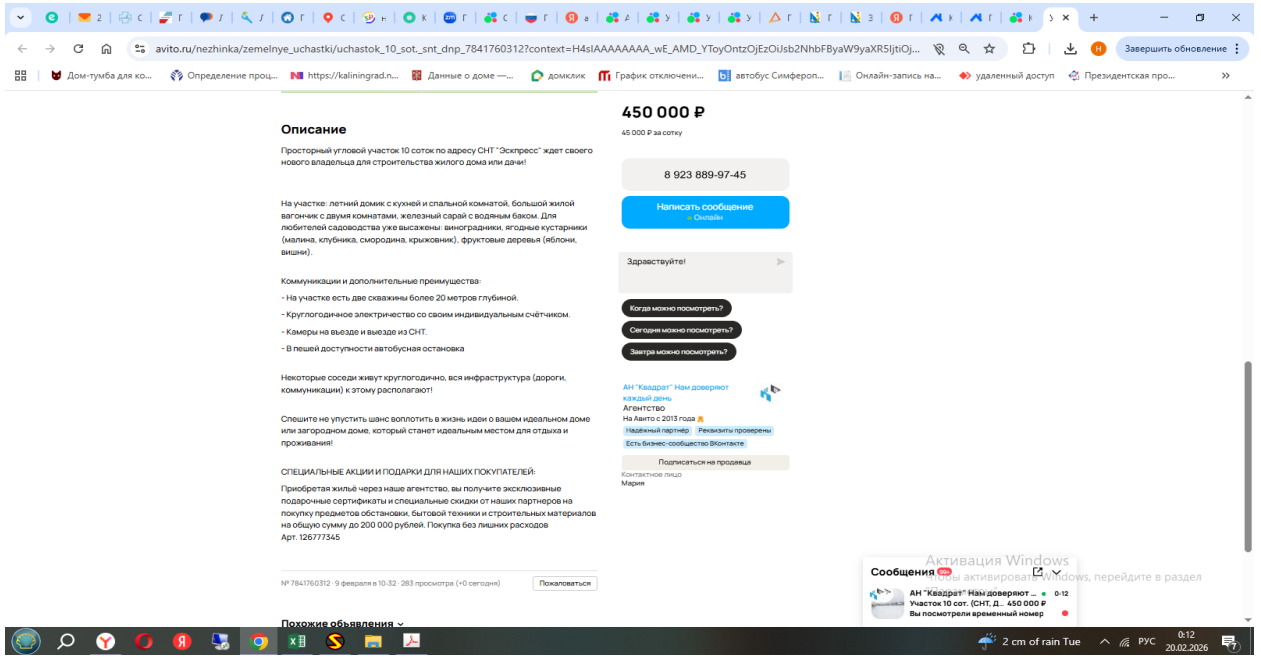 2
С
Г
Г
J
С
Н
К
Г
С
Г
а
Д
У
У
У
Г
Г
З
Г
К
Г
К
avito.ru/nezhinka/zemelnye_uchastki/uchastok_10_sot._snt_dnp_7841760312?context=H4sIAAAAAAAA_wE_AMD_YToyOntzOjEzOiJsb2NhbFByaW9yaXR5IjtiOj...
Завершить обновление
Дом-тумба для ко...
Определение проц...
https://kaliningrad.n...
Данные о доме —...
домклик
График отключени...
автобус Симфероп...
Онлайн-запись на...
удаленный доступ
Президентская про...
»
Описание
Просторный угловой участок 10 соток по адресу СНТ "Эскпресс" ждет своего
нового владельца для строительства жилого дома или дачи!
На участке: летний домик с кухней и спальной комнатой, большой жилой
вагончик с двумя комнатами, железный сарай с водяным баком. Для
любителей садоводства уже высажены: виноградники, ягодные кустарники
(малина, клубника, смородина, крыжовник), фруктовые деревья (яблони,
вишни).
Коммуникации и дополнительные преимущества:
- На участке есть две скважины более 20 метров глубиной.
- Круглогодичное электричество со своим индивидуальным счётчиком.
- Камеры на въезде и выезде из СНТ.
- В пешей доступности автобусная остановка
Некоторые соседи живут круглогодично, вся инфраструктура (дороги,
коммуникации) к этому располагают!
Спешите не упустить шанс воплотить в жизнь идеи о вашем идеальном доме
или загородном доме, который станет идеальным местом для отдыха и
проживания!
СПЕЦИАЛЬНЫЕ АКЦИИ И ПОДАРКИ ДЛЯ НАШИХ ПОКУПАТЕЛЕЙ:
Приобретая жильё через наше агентство, вы получите эксклюзивные
подарочные сертификаты и специальные скидки от наших партнеров на
покупку предметов обстановки, бытовой техники и строительных материалов
на общую сумму до 200 000 рублей. Покупка без лишних расходов
Арт. 126777345
№ 7841760312 · 9 февраля в 10:32 · 283 просмотра (+0 сегодня)
Пожаловаться
Похожие объявления
450 000 ₽
45 000 ₽ за сотку
8 923 889-97-45
Написать сообщение
Онлайн
Здравствуйте!
Когда можно посмотреть?
Сегодня можно посмотреть?
Завтра можно посмотреть?
АН "Квадрат" Нам доверяют
каждый день
Агентство
На Авито с 2013 года
Надёжный партнёр
Реквизиты проверены
Есть бизнес-сообщество ВКонтакте
Подписаться на продавца
Контактное лицо
Мария
Активация Windows
Чтобы активировать Windows, перейдите в раздел
Сообщения 99+
АН "Квадрат" Нам доверяют ...
0:12
Участок 10 сот. (СНТ, Д... 450 000 ₽
Вы посмотрели временный номер
2 cm of rain Tue
РУС
0:12
20.02.2026